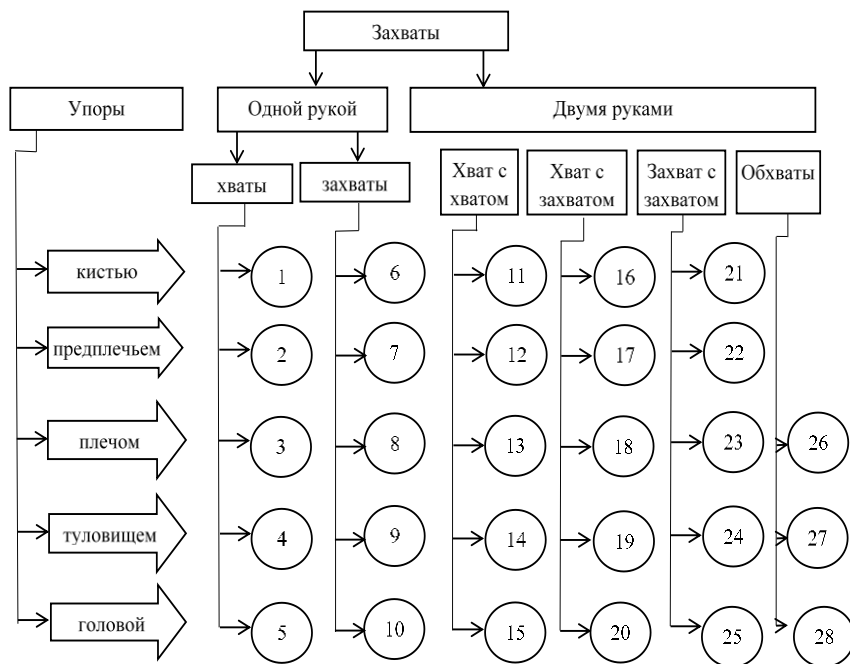 Захваты
Упоры
Одной рукой
Двумя руками
хваты
захваты
Хват с
хватом
Хват с
захватом
Захват с
захватом
Обхваты
кистью
1
6
11
16
21
предплечьем
2
7
12
17
22
плечом
3
8
13
18
23
26
туловищем
4
9
14
19
24
27
головой
5
10
15
20
25
28